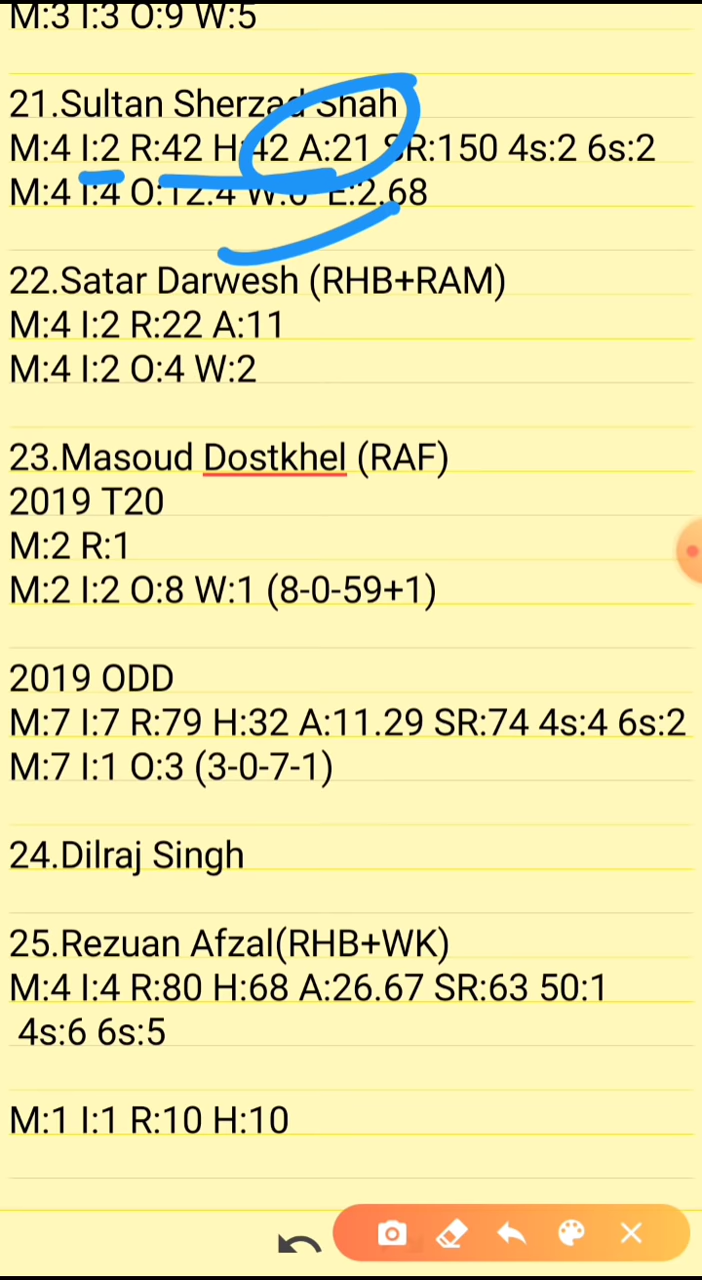 M:3 I:3 O:9 W:5
21.Sultan Sherzad Shah
M:4 I:2 R:42 H:42 A:21 SR:150 4s:2 6s:2
M:4 I:4 O:12.4 W:6 E:2.68
22.Satar Darwesh (RHB+RAM)
M:4 I:2 R:22 A:11
M:4 I:2 O:4 W:2
23.Masoud Dostkhel (RAF)
2019 T20
M:2 R:1
M:2 I:2 O:8 W:1 (8-0-59+1)
2019 ODD
M:7 I:7 R:79 H:32 A:11.29 SR:74 4s:4 6s:2
M:7 I:1 O:3 (3-0-7-1)
24.Dilraj Singh
25.Rezuan Afzal(RHB+WK)
M:4 I:4 R:80 H:68 A:26.67 SR:63 50:1
4s:6 6s:5
M:1 I:1 R:10 H:10